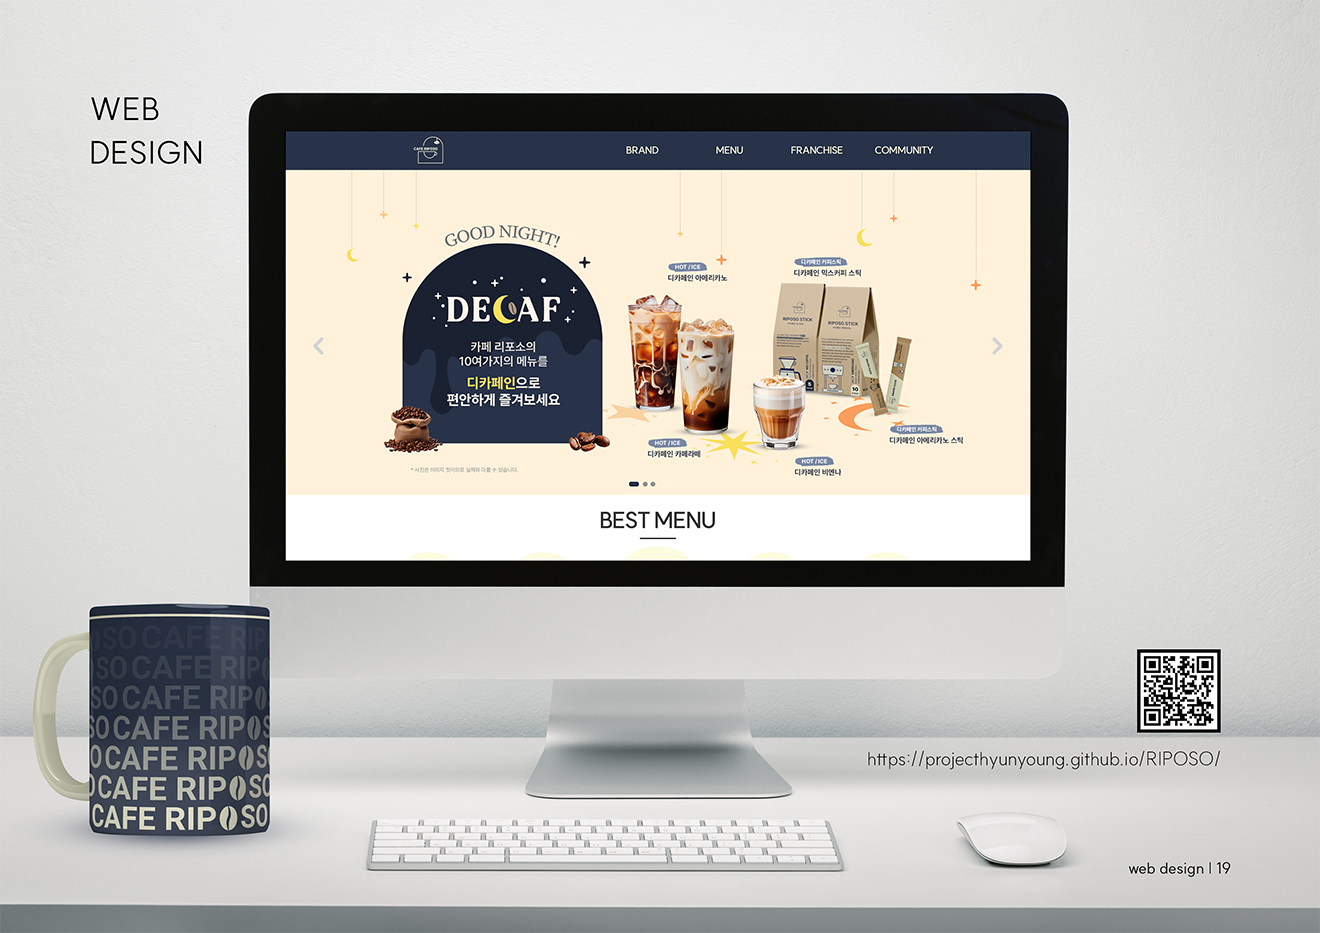 WEB
DESIGN
CAFE RIPOSO
BRAND
MENU
FRANCHISE
COMMUNITY
GOOD NIGHT!
DECAF
카페 리포소의
10여가지의 메뉴를
디카페인으로
편안하게 즐겨보세요
* 사진은 이미지 컷이므로 실제와 다를 수 있습니다.
HOT / ICE
디카페인 아메리카노
디카페인 커피스틱
디카페인 믹스커피 스틱
RIPOSO STICK
RIPOSO STICK
HOT / ICE
디카페인 카페라떼
HOT / ICE
디카페인 비엔나
디카페인 커피스틱
디카페인 아메리카노 스틱
BEST MENU
SO CAFE RIP
SO CAFE RIP
SO CAFE RIPO
SO CAFE RIPOS
O CAFE RIPOSO
O CAFE RIPOSO
CAFE RIPOSO
https://projecthyunyoung.github.io/RIPOSO/
web design | 19